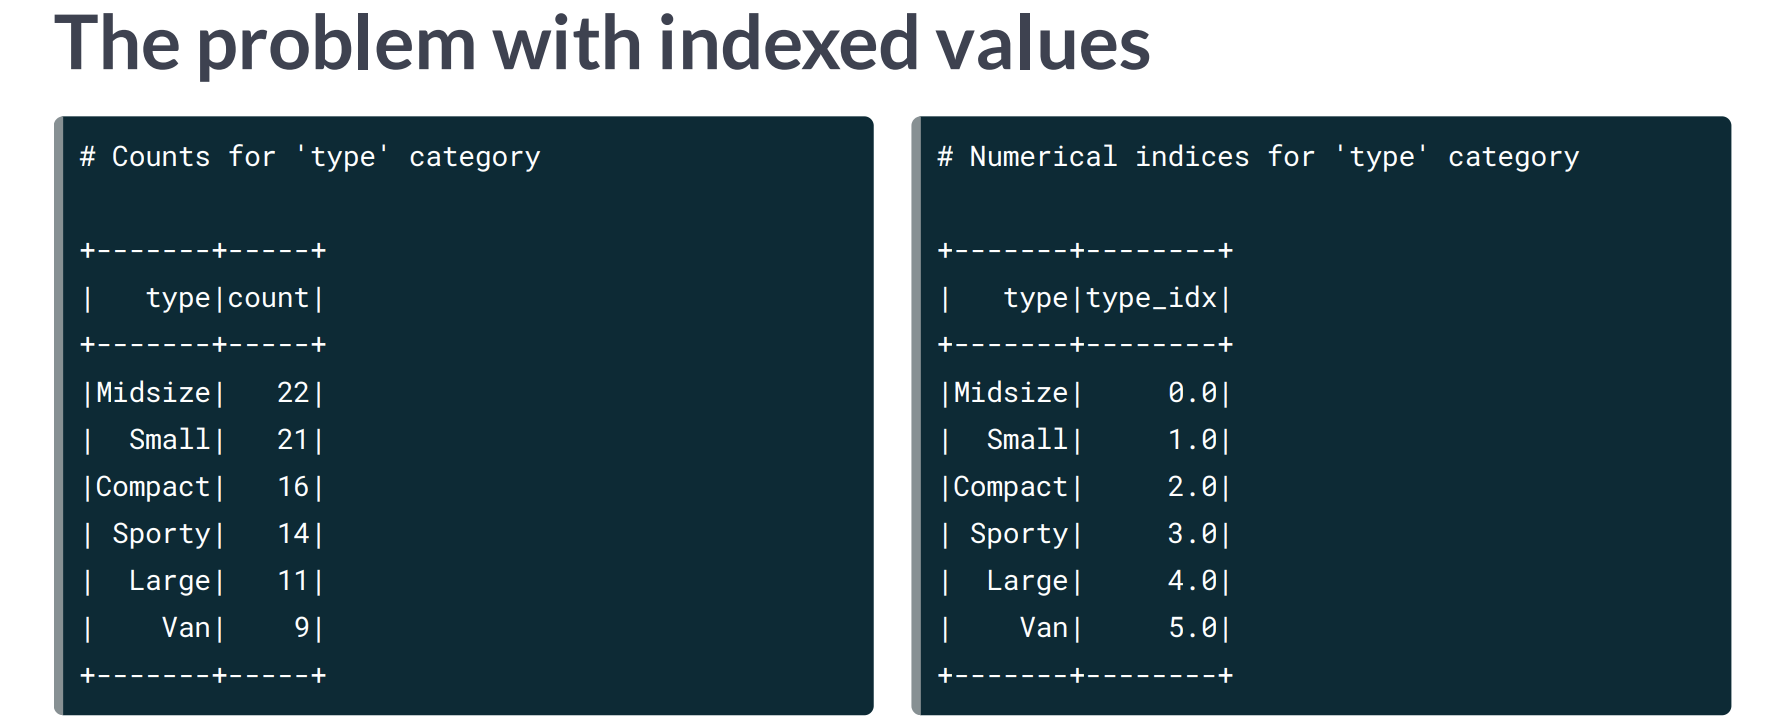 The problem with indexed values
# Counts for 'type' category
+-------+-----+
|   type|count|
+-------+-----+
|Midsize|   22|
|  Small|   21|
|Compact|   16|
| Sporty|   14|
|  Large|   11|
|    Van|    9|
+-------+-----+
# Numerical indices for 'type' category
+-------+--------+
|   type|type_idx|
+-------+--------+
|Midsize|     0.0|
|  Small|     1.0|
|Compact|     2.0|
| Sporty|     3.0|
|  Large|     4.0|
|    Van|     5.0|
+-------+--------+